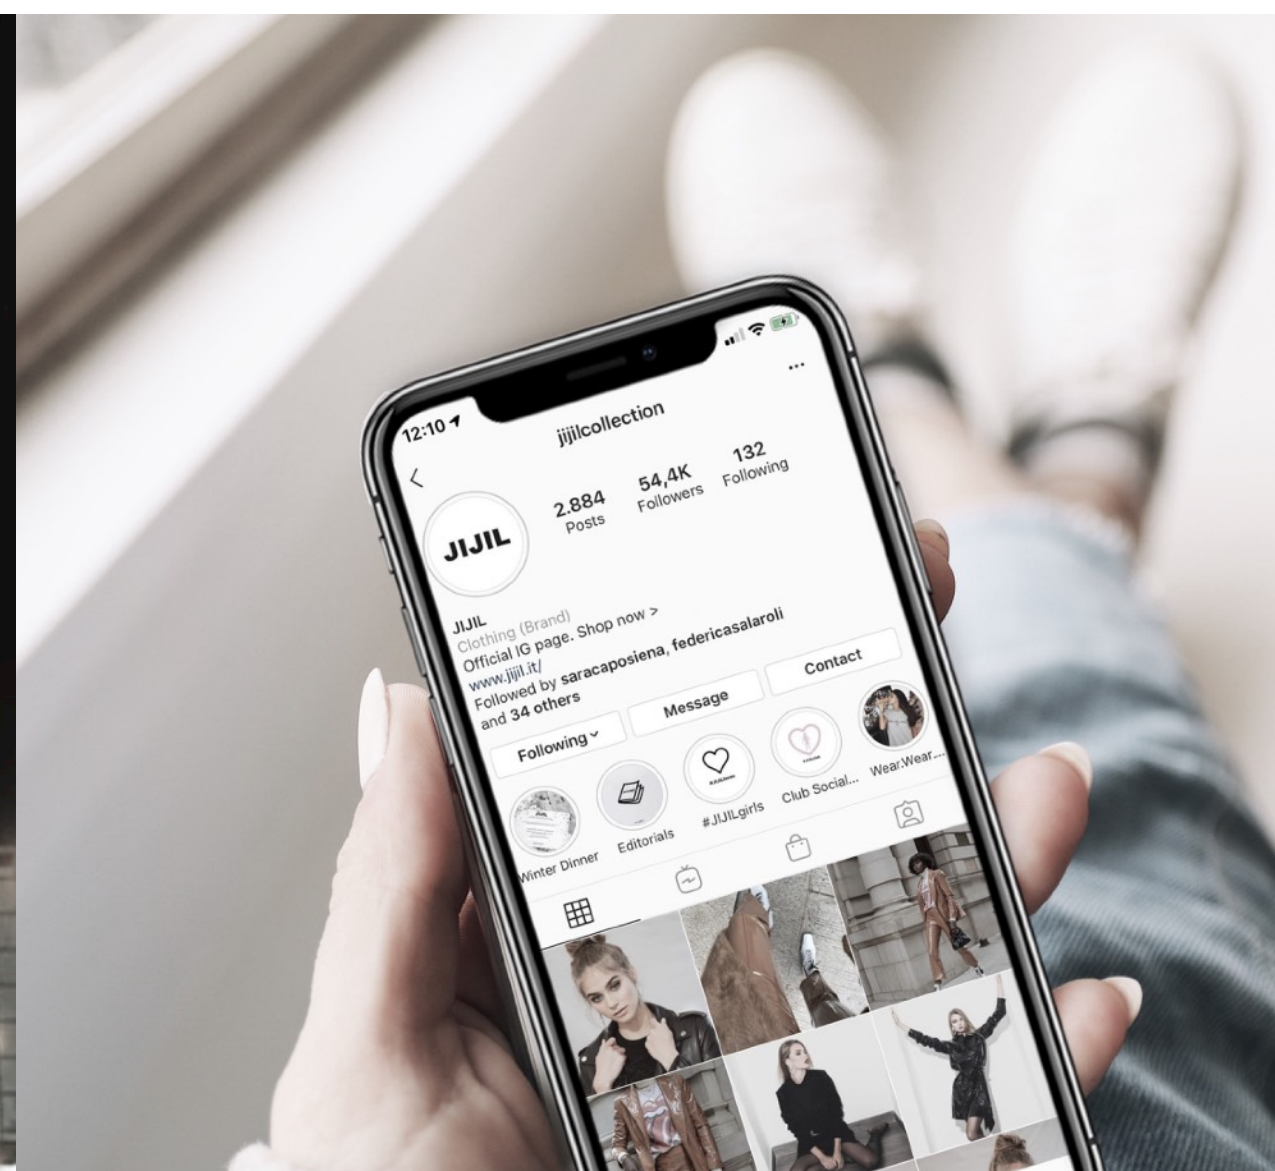 12:10
jijilcollection
2.884
Posts
54,4K
Followers
132
Following
JIJIL
JIJIL
Clothing (Brand)
Official IG page. Shop now >
www.jijil.it/
Followed by saracaposiena, federicasalaroli
and 34 others
Following
Message
Contact
Winter Dinner
Editorials
#JIJILgirls
Club Social...
Wear.Wear....